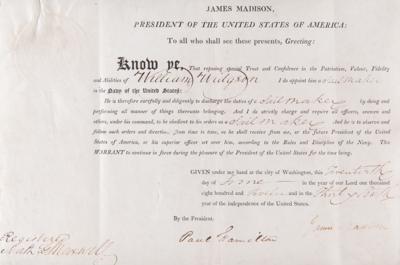 JAMES MADISON,
PRESIDENT OF THE UNITED STATES OF AMERICA:
To all who shall see these presents, Greeting:
Know ye, That reposing special Trust and Confidence in the Patriotism, Valour, Fidelity
and Abilities of William I do appoint him a Sail maker
in the Navy of the United States:
He is therefore carefully and diligently to discharge the duties of a Sail maker by doing and
performing all manner of things thereunto belonging. And I do strictly charge and require all officers, seamen and
others, under his command, to be obedient to his orders as Sail maker And he is to observe and
follow such orders and directions from time to time, as he shall receive from me, or the future President of the United
States of America, or his superior officer set over him, according to the Rules and Discipline of the Navy. This
WARRANT to continue in force during the pleasure of the President of the United States for the time being.
GIVEN under my hand at the city of Washington, this Twentieth
day of June in the year of our Lord one thousand
eight hundred and and in the
year of the independence of the United States.
By the President.
James Madison
Paul Hamilton
Registered
Maxwell